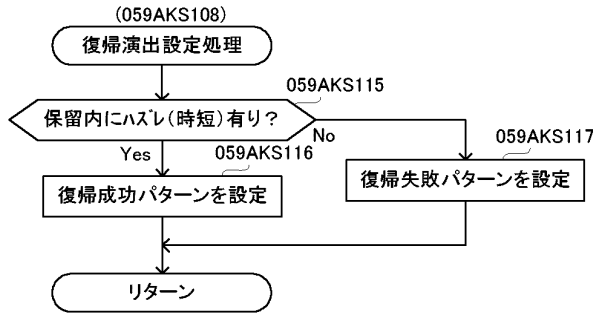 (059AKS108)
復帰演出設定処理
059AKS115
保留内にﾊｽﾞﾚ(時短)有り?
No
Yes
059AKS116
059AKS117
復帰成功パターンを設定
復帰失敗パターンを設定
リターン